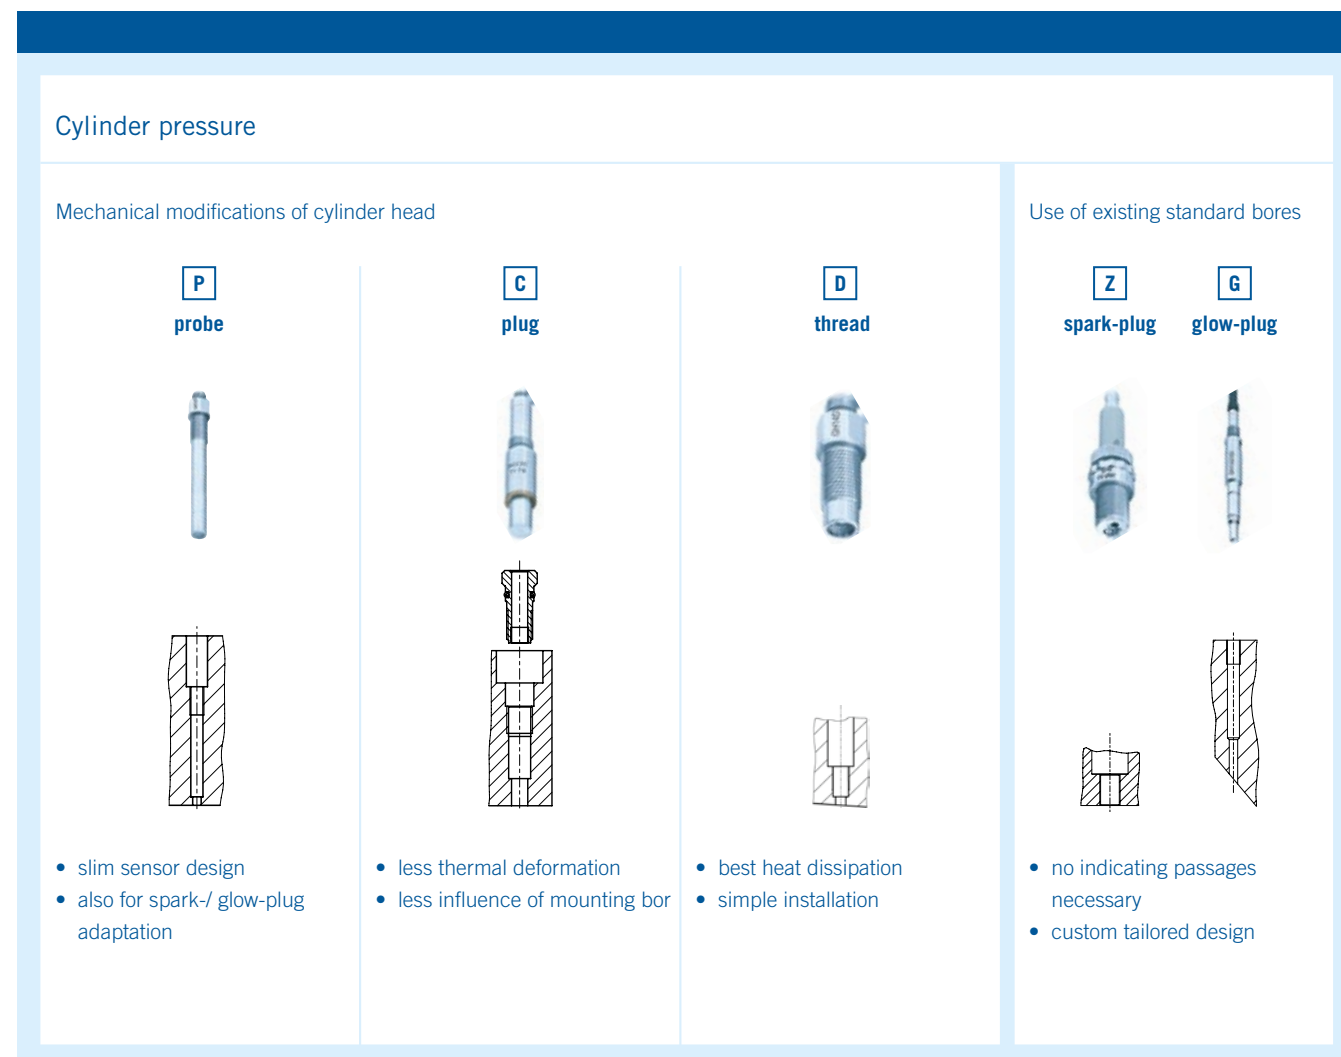 Cylinder pressure
Mechanical modifications of cylinder head
Use of existing standard bores
P
probe
C
plug
D
thread
Z
spark-plug
G
glow-plug
• slim sensor design
• also for spark-/ glow-plug
adaptation
• less thermal deformation
• less influence of mounting bor
• best heat dissipation
• simple installation
• no indicating passages
necessary
• custom tailored design